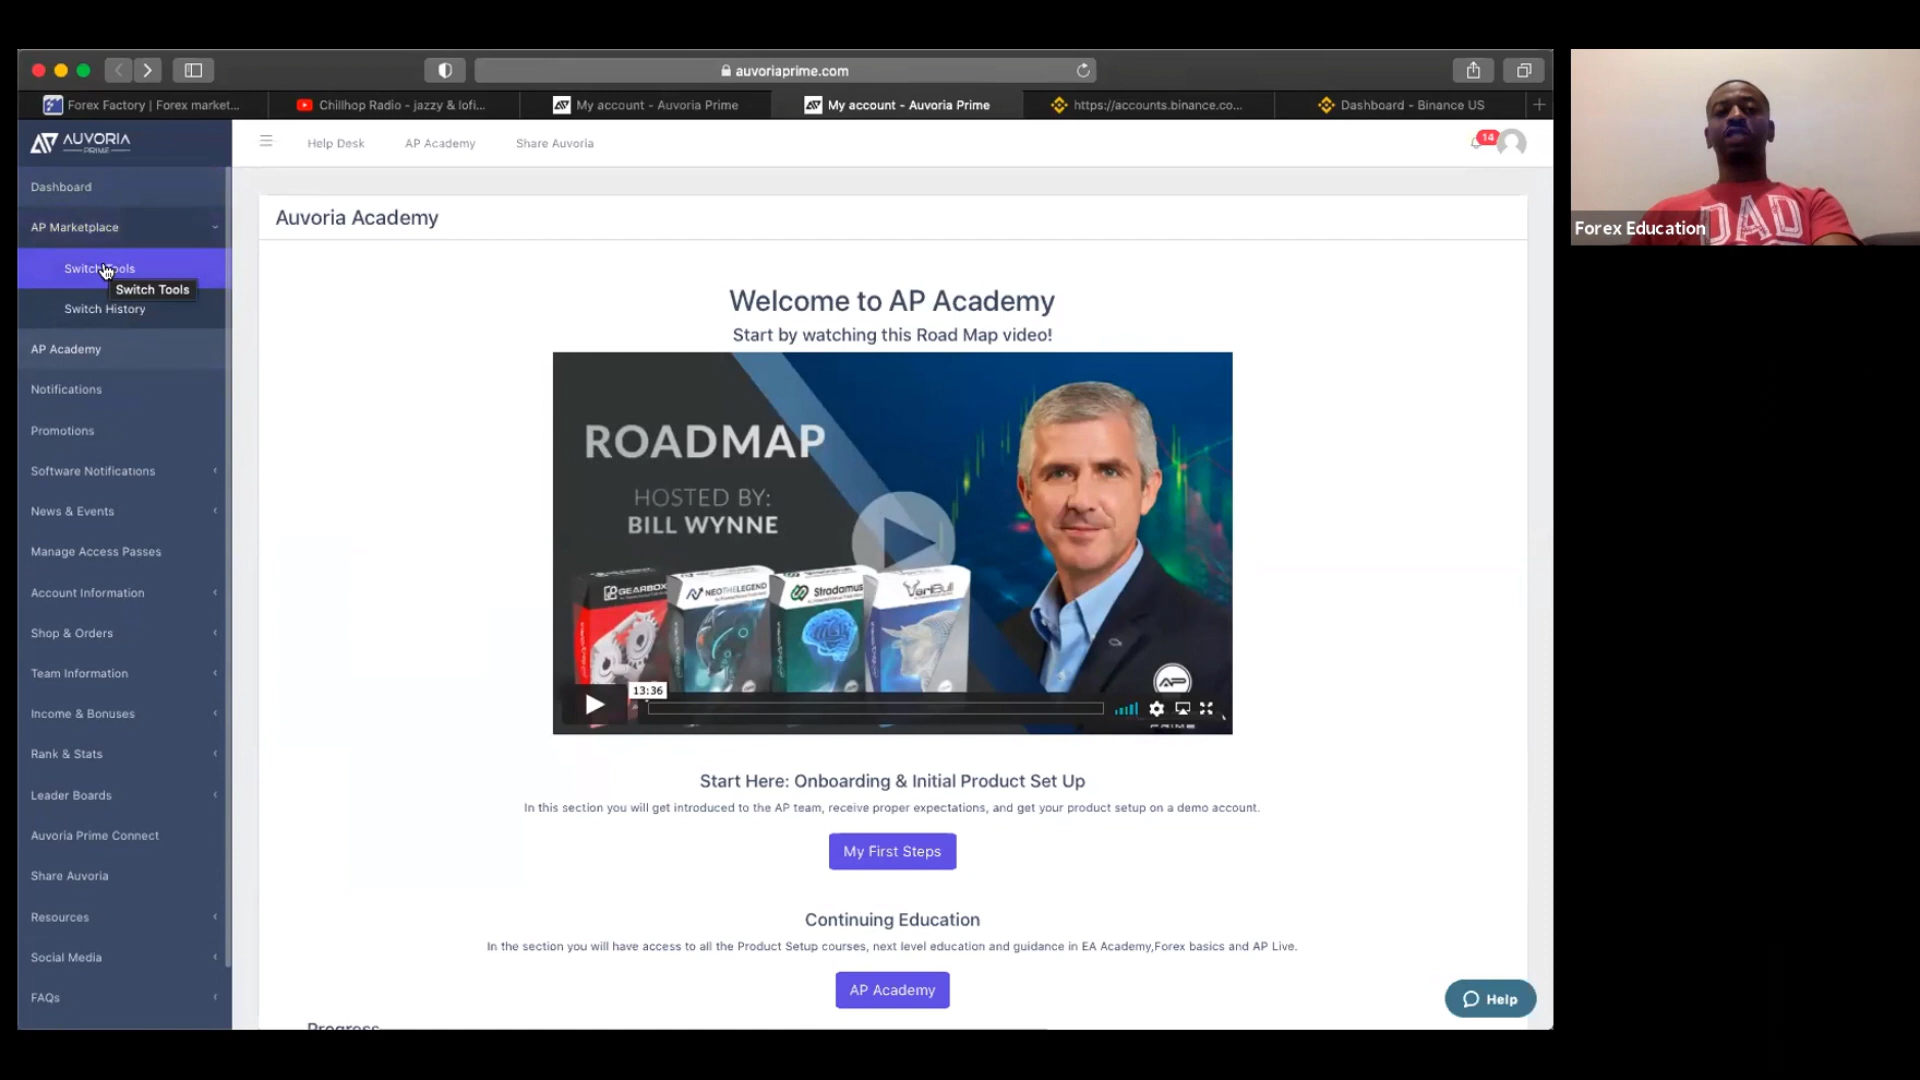 auvoriaprime.com
Forex Factory | Forex market...
Chillhop Radio - jazzy & lofi...
My account - Auvoria Prime
My account - Auvoria Prime
https://accounts.binance.co...
Dashboard - Binance US
AUVORIA
PRIME
Help Desk
AP Academy
Share Auvoria
14
Dashboard
AP Marketplace
Switch Tools
Switch Tools
Switch History
AP Academy
Notifications
Promotions
Software Notifications
News & Events
Manage Access Passes
Account Information
Shop & Orders
Team Information
Income & Bonuses
Rank & Stats
Leader Boards
Auvoria Prime Connect
Share Auvoria
Resources
Social Media
FAQs
Auvoria Academy
Welcome to AP Academy
Start by watching this Road Map video!
ROADMAP
HOSTED BY:
BILL WYNNE
GEARBOX
NEOTHELEGEND
Stradamus
VariBull
13:36
AP
PRIME
Start Here: Onboarding & Initial Product Set Up
In this section you will get introduced to the AP team, receive proper expectations, and get your product setup on a demo account.
My First Steps
Continuing Education
In the section you will have access to all the Product Setup courses, next level education and guidance in EA Academy,Forex basics and AP Live.
AP Academy
Progress
Help
DAD
Forex Education